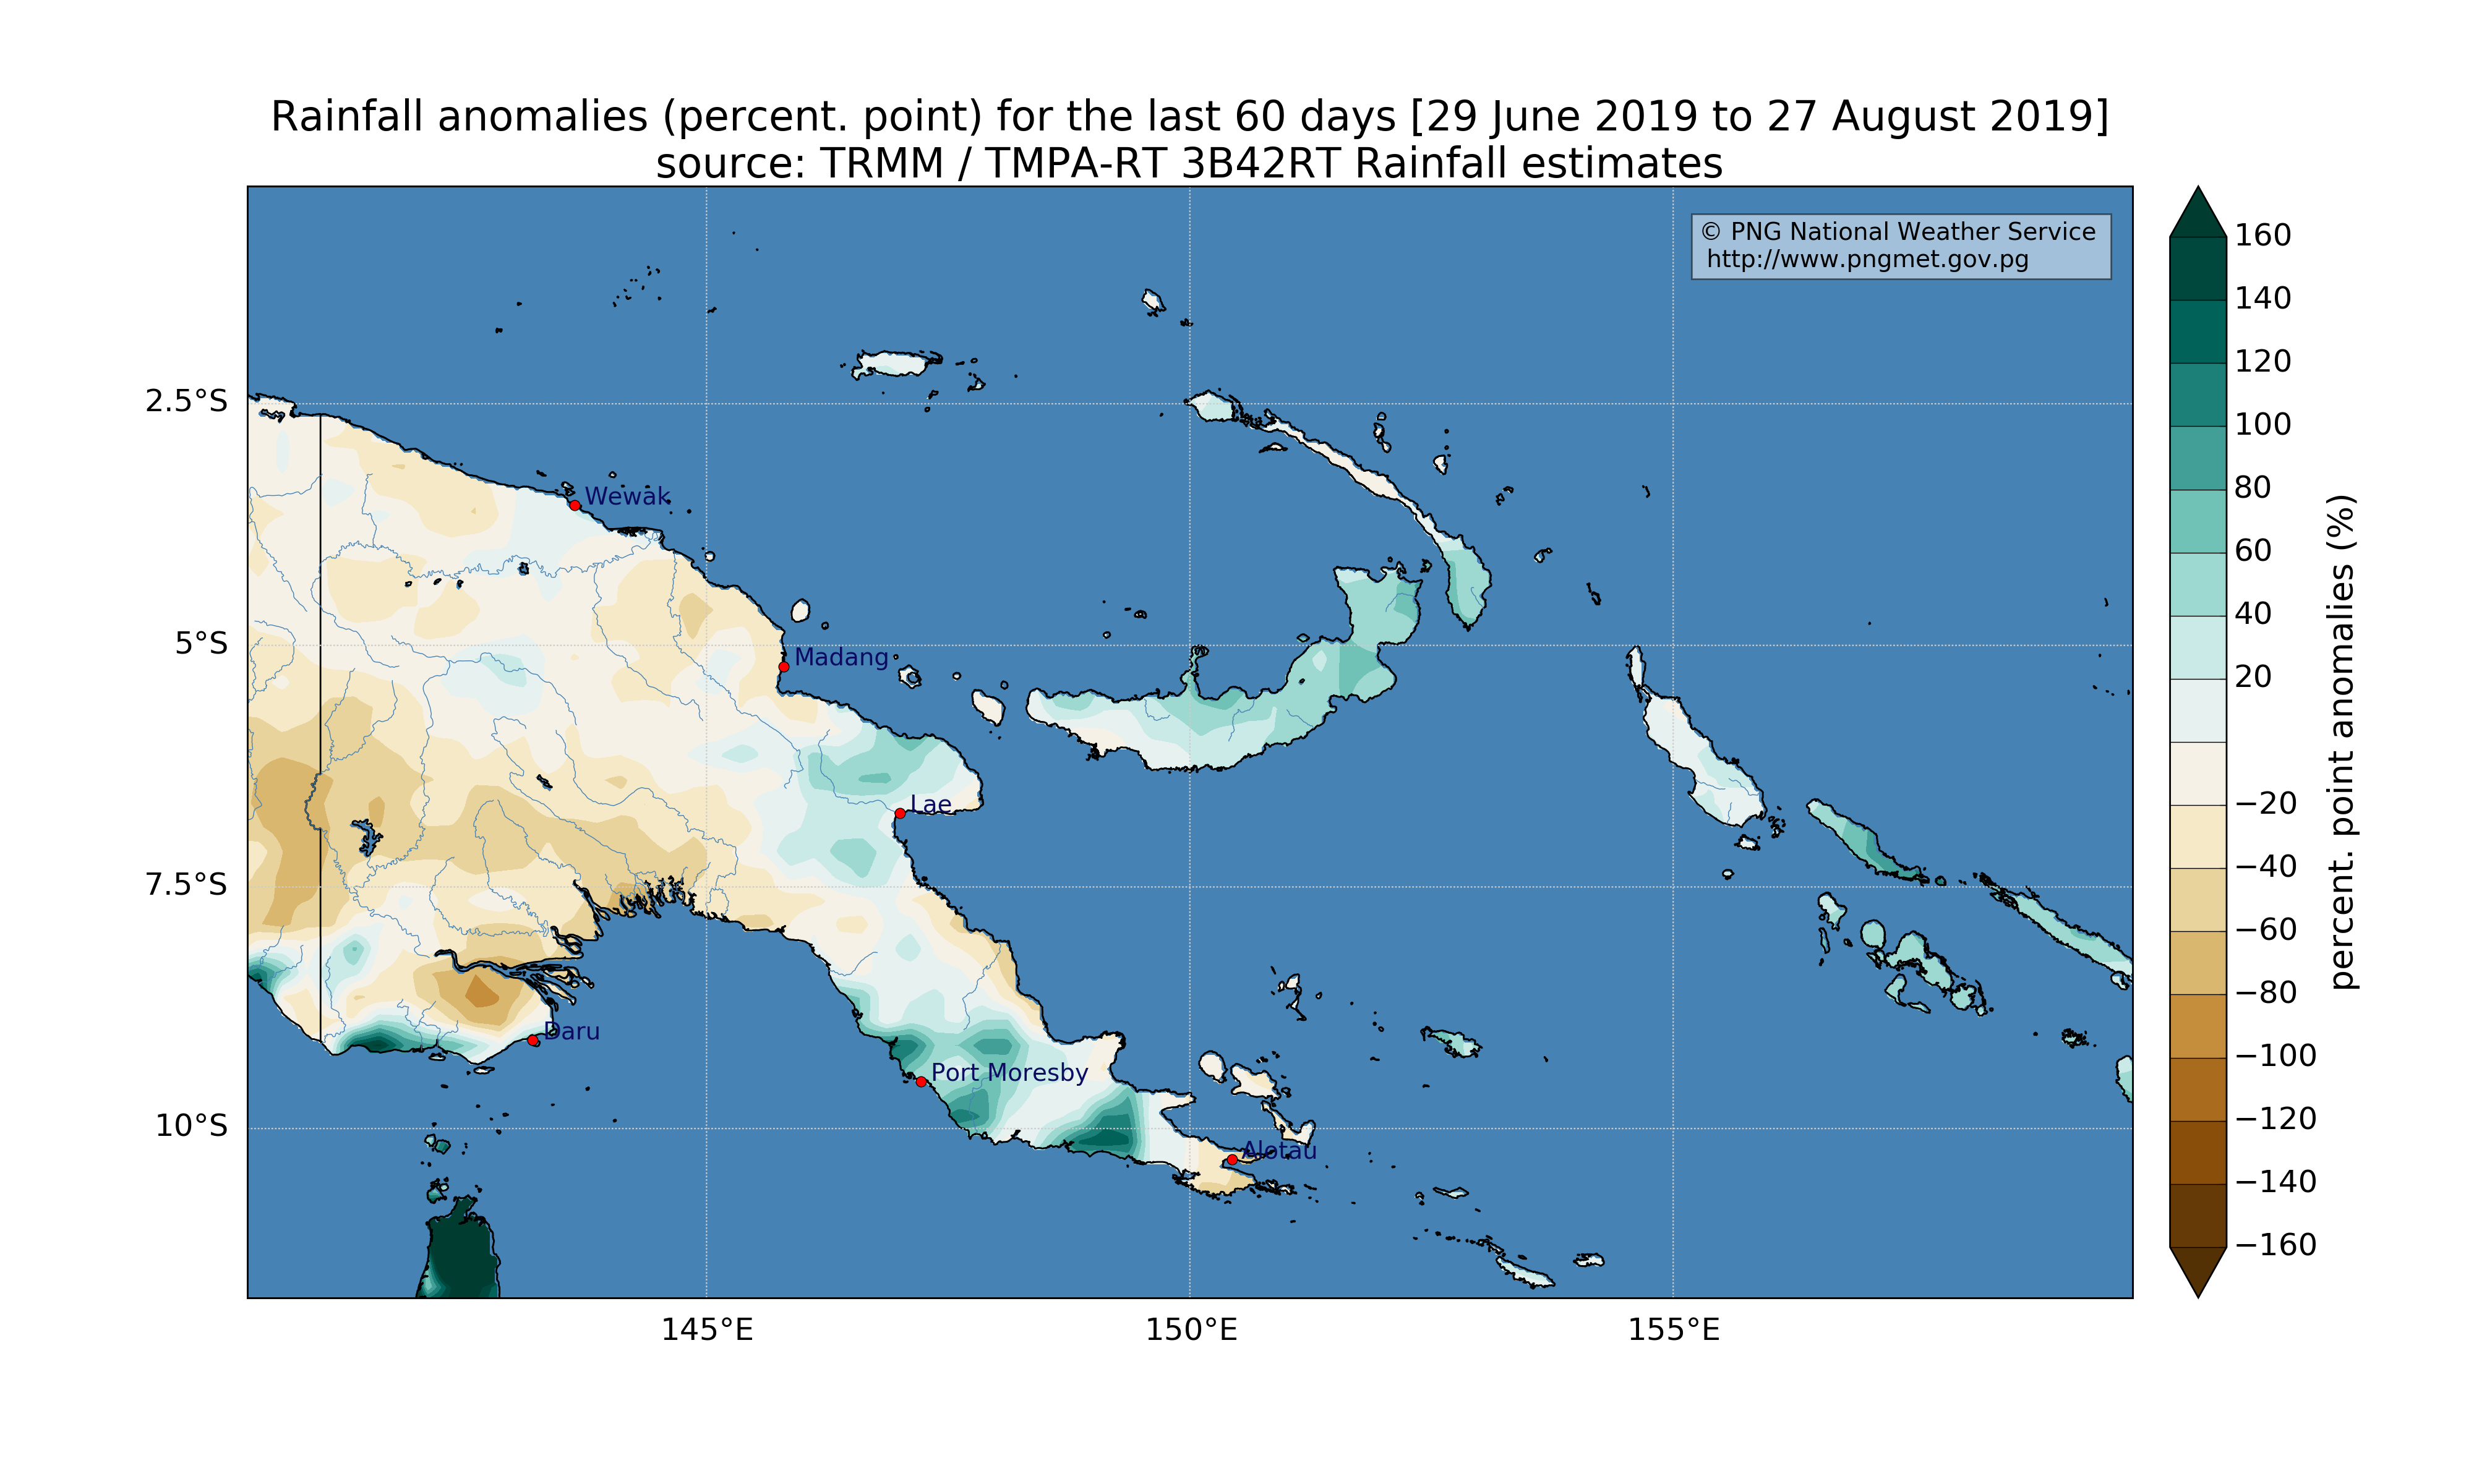 Rainfall anomalies (percent. point) for the last 60 days [29 June 2019 to 27 August 2019]
source: TRMM / TMPA-RT 3B42RT Rainfall estimates
© PNG National Weather Service
http://www.pngmet.gov.pg
2.5°S
5°S
7.5°S
10°S
145°E
150°E
155°E
Wewak
Madang
Lae
Daru
Port Moresby
Alotau
160
140
120
100
80
60
40
20
−20
−40
−60
−80
−100
−120
−140
−160
percent. point anomalies (%)